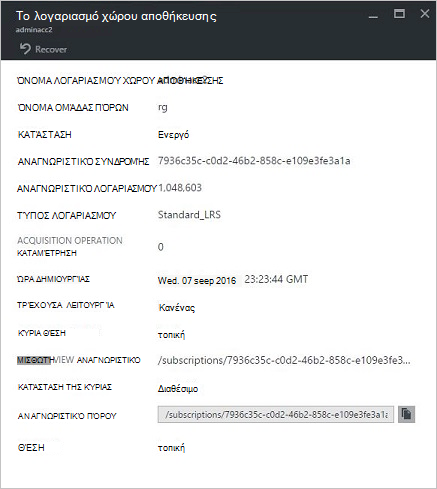 Το λογαριασμό χώρου αποθήκευσης
adminacc2
Recover
ΌΝΟΜΑ ΛΟΓΑΡΙΑΣΜΟΎ ΧΏΡΟΥ ΑΠΟΘΉΚΕΥΣΗΣ
ΌΝΟΜΑ ΟΜΆΔΑΣ ΠΌΡΩΝ rg
ΚΑΤΆΣΤΑΣΗ Ενεργό
ΑΝΑΓΝΩΡΙΣΤΙΚΌ ΣΥΝΔΡΟΜΉΣ 7936c35c-c0d2-46b2-858c-e109e3fe3a1a
ΑΝΑΓΝΩΡΙΣΤΙΚΌ ΛΟΓΑΡΙΑΣΜΟΎ 1,048,603
ΤΎΠΟΣ ΛΟΓΑΡΙΑΣΜΟΎ Standard_LRS
ACQUISITION OPERATION
ΚΑΤΑΜΈΤΡΗΣΗ 0
ΏΡΑ ΔΗΜΙΟΥΡΓΊΑΣ Wed. 07 seep 2016 23:23:44 GMT
ΤΡΈΧΟΥΣΑ ΛΕΙΤΟΥΡΓΊΑ Κανένας
ΚΎΡΙΑ ΘΈΣΗ τοπική
ΜΙΣΘΩΤΗ VIEW ΑΝΑΓΝΩΡΙΣΤΙΚΌ /subscriptions/7936c35c-c0d2-46b2-858c-e109e3fe...
ΚΑΤΆΣΤΑΣΗ ΤΗΣ ΚΎΡΙΑΣ Διαθέσιμο
ΑΝΑΓΝΩΡΙΣΤΙΚΌ ΠΌΡΟΥ /subscriptions/7936c35c-c0d2-46b2-858c-e109e3fe3a1a
ΘΈΣΗ τοπική